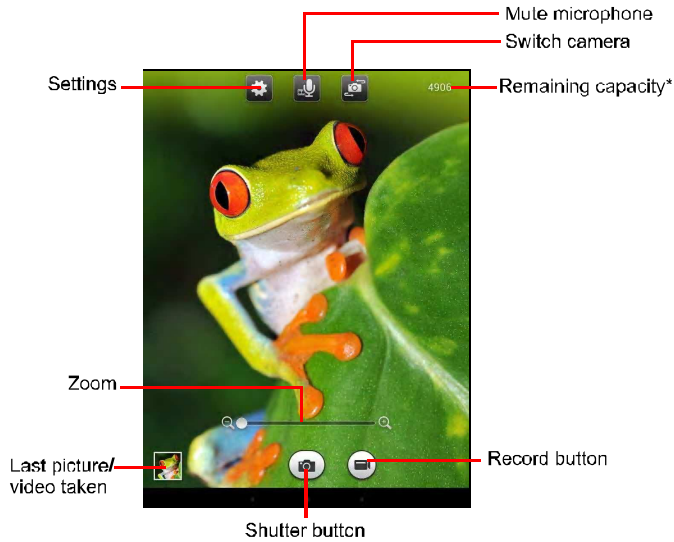 Mute microphone
Switch camera
Settings
4906
Remaining capacity*
Zoom
Last picture/
video taken
Record button
Shutter button